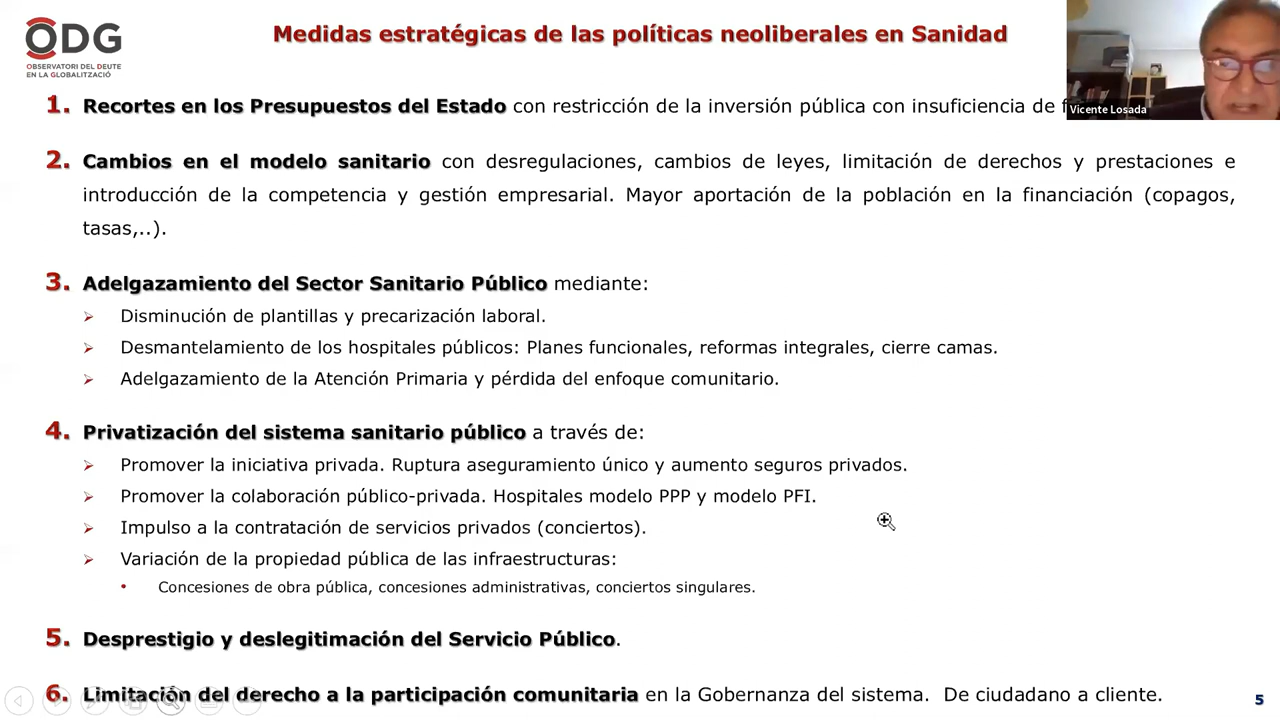 ODG
OBSERVATORI DEL DEUTE
EN LA GLOBALITZACIÓ
Medidas estratégicas de las políticas neoliberales en Sanidad
Vicente Losada
1. Recortes en los Presupuestos del Estado con restricción de la inversión pública con insuficiencia de
2. Cambios en el modelo sanitario con desregulaciones, cambios de leyes, limitación de derechos y prestaciones e
introducción de la competencia y gestión empresarial. Mayor aportación de la población en la financiación (copagos,
tasas,..).
3. Adelgazamiento del Sector Sanitario Público mediante:
➢ Disminución de plantillas y precarización laboral.
➢ Desmantelamiento de los hospitales públicos: Planes funcionales, reformas integrales, cierre camas.
➢ Adelgazamiento de la Atención Primaria y pérdida del enfoque comunitario.
4. Privatización del sistema sanitario público a través de:
➢ Promover la iniciativa privada. Ruptura aseguramiento único y aumento seguros privados.
➢ Promover la colaboración público-privada. Hospitales modelo PPP y modelo PFI.
➢ Impulso a la contratación de servicios privados (conciertos).
➢ Variación de la propiedad pública de las infraestructuras:
• Concesiones de obra pública, concesiones administrativas, conciertos singulares.
5. Desprestigio y deslegitimación del Servicio Público.
6. Limitación del derecho a la participación comunitaria en la Gobernanza del sistema. De ciudadano a cliente.
5